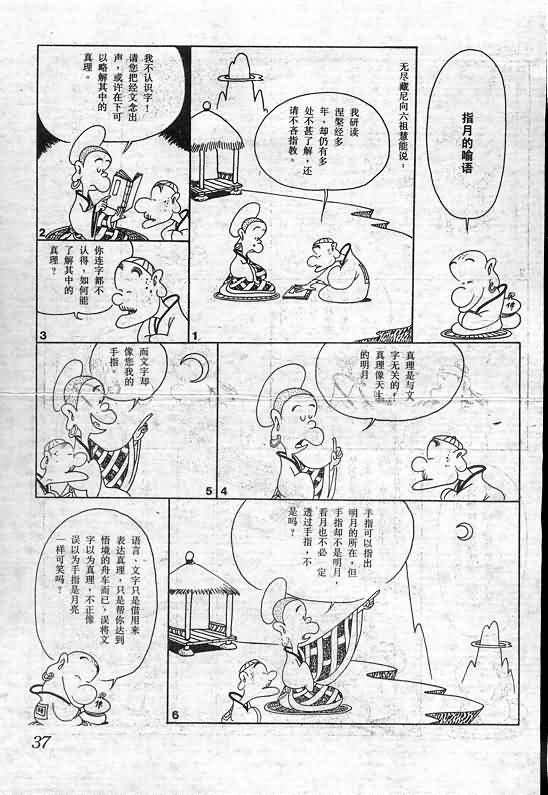 指月的喻语
无尽藏尼向六祖慧能说：
我研读
涅槃经多
年，却仍有多
处不甚了解，还
请不吝指教。
1
我不认识字！
请您把经文念出
声，或许在下可
以略解其中的
真理。
2
你连字都不
认得，如何能
了解其中的
真理？
3
真理是与文
字无关的！
真理像天上
的明月。
4
而文字却
像您我的
手指。
5
手指可以指出
明月的所在，但
手指却不是明月，
看月也不必 定
透过手指，不
是吗？
6
语言、文字只是借用来
表达真理，只是帮你达到
悟境的舟车而已，误将文
字以为真理，不正像
误以为手指是月亮
一样可笑吗？
37